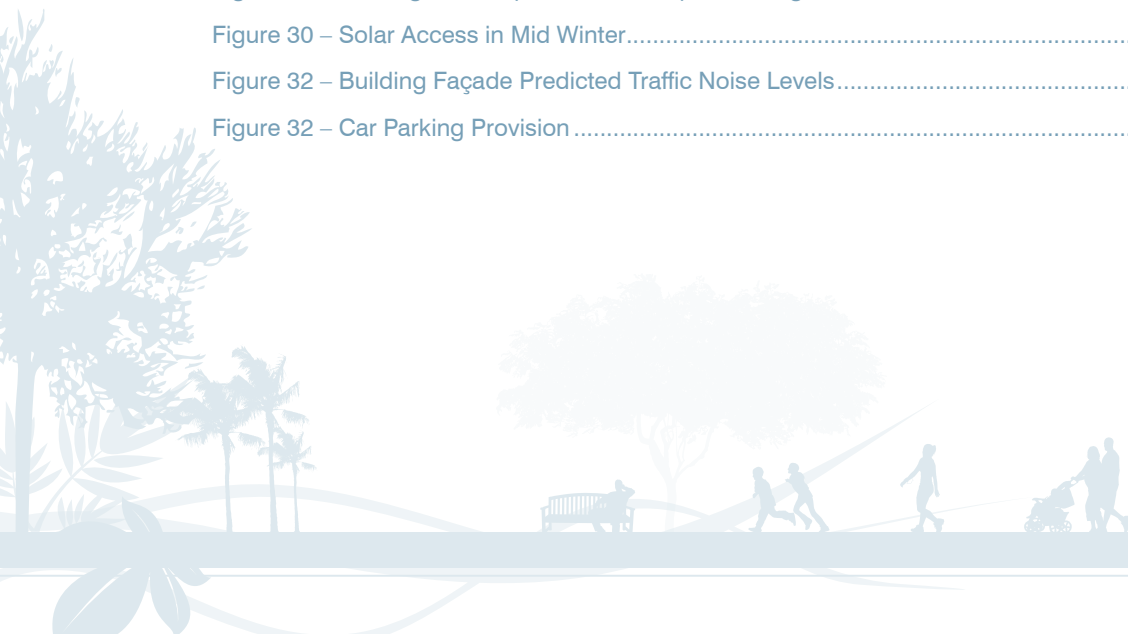 Figure 30 – Solar Access in Mid Winter...............................................................................
Figure 32 – Building Façade Predicted Traffic Noise Levels.............................................
Figure 32 – Car Parking Provision .....................................................................................